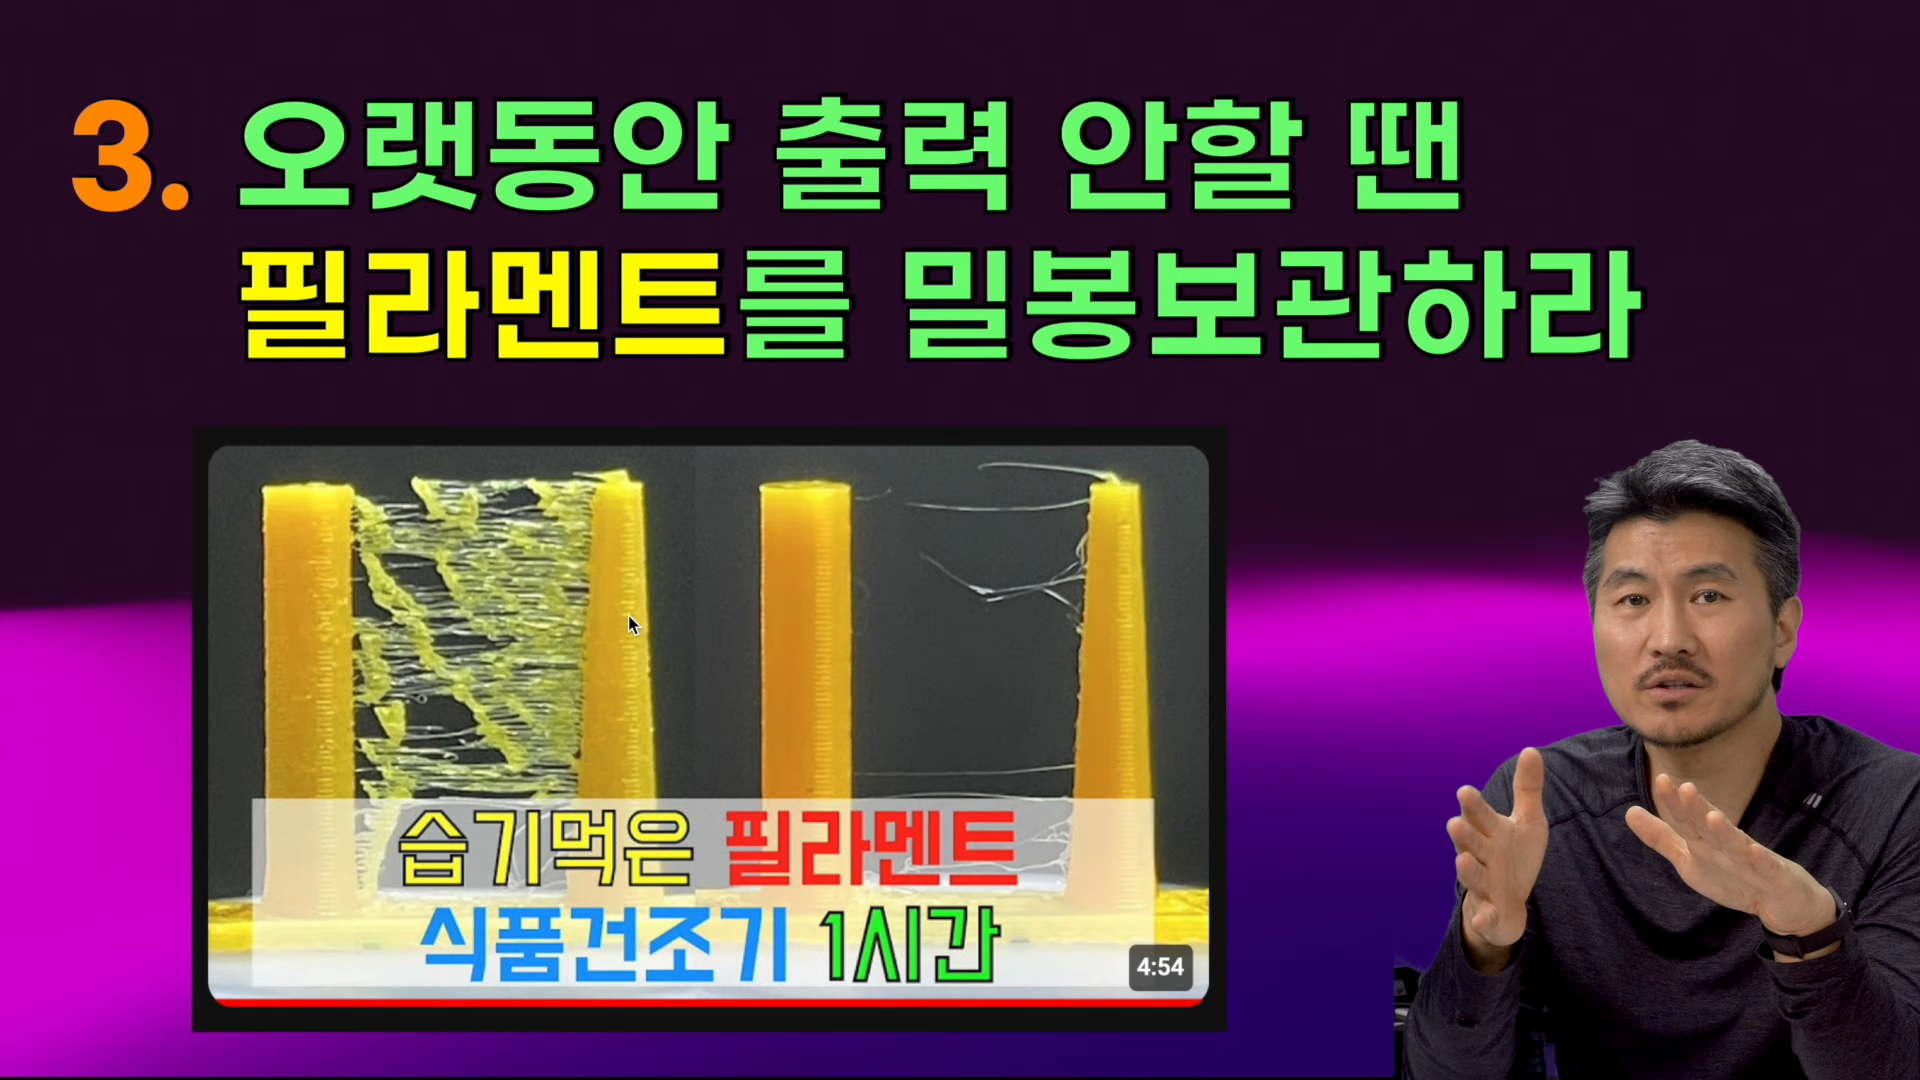 3. 오랫동안 출력 안할 땐
필라멘트를 밀봉보관하라
습기먹은 필라멘트
식품건조기 1시간
4:54